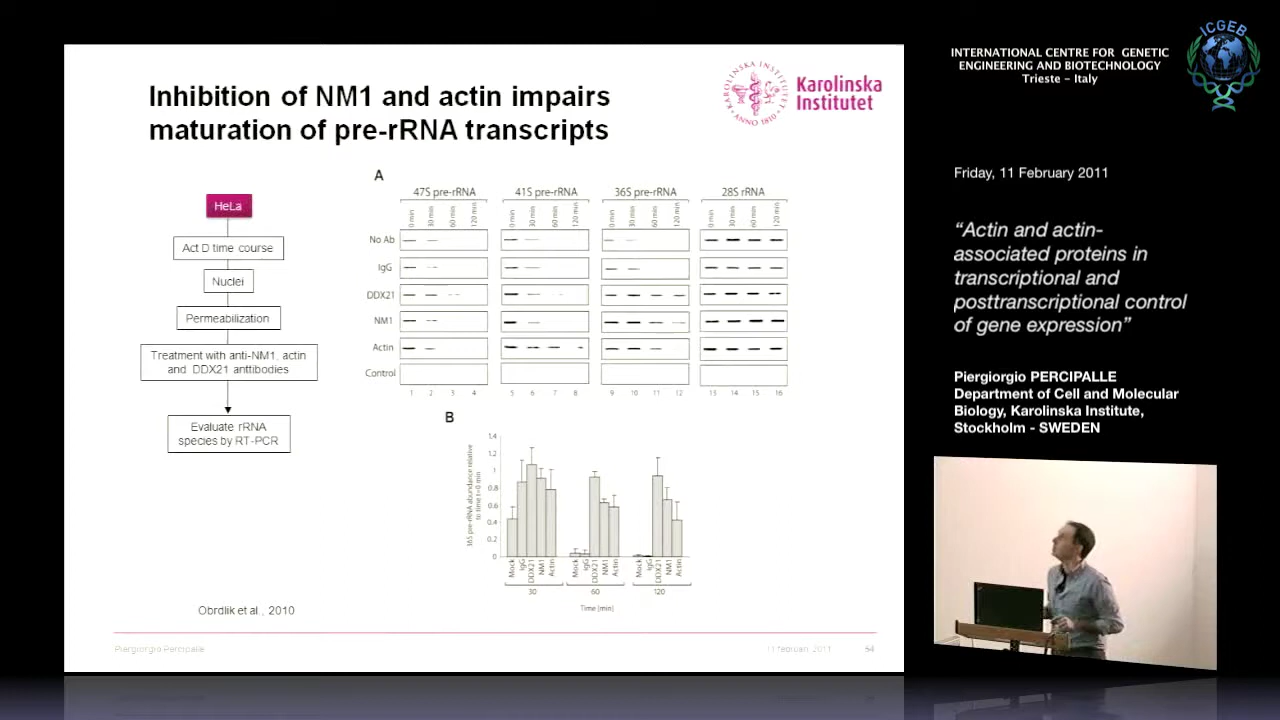 Inhibition of NM1 and actin impairs
maturation of pre-rRNA transcripts
KAROLINSKA INSTITUTET
ANNO 1810
Karolinska
Institutet
HeLa
Act D time course
Nuclei
Permeabilization
Treatment with anti-NM1, actin
and DDX21 anttibodies
Evaluate rRNA
species by RT-PCR
A
47S pre-rRNA 41S pre-rRNA 36S pre-rRNA 28S rRNA
0 min 30 min 60 min 120 min 0 min 30 min 60 min 120 min 0 min 30 min 60 min 120 min 0 min 30 min 60 min 120 min
No Ab
IgG
DDX21
NM1
Actin
Control
1 2 3 4 5 6 7 8 9 10 11 12 13 14 15 16
B
36S pre-rRNA abundance relative
to time t=0 min
1.4
1.2
1
0.8
0.6
0.4
0.2
0
Mock IgG DDX21 NM1 Actin Mock IgG DDX21 NM1 Actin Mock IgG DDX21 NM1 Actin
30 60 120
Time [min]
Obrdlik et al., 2010
Piergiorgio Percipalle
11 februari, 2011
54
INTERNATIONAL CENTRE FOR GENETIC
ENGINEERING AND BIOTECHNOLOGY
Trieste – Italy
ICGEB
Friday, 11 February 2011
“Actin and actin-
associated proteins in
transcriptional and
posttranscriptional control
of gene expression”
Piergiorgio PERCIPALLE
Department of Cell and Molecular
Biology, Karolinska Institute,
Stockholm - SWEDEN